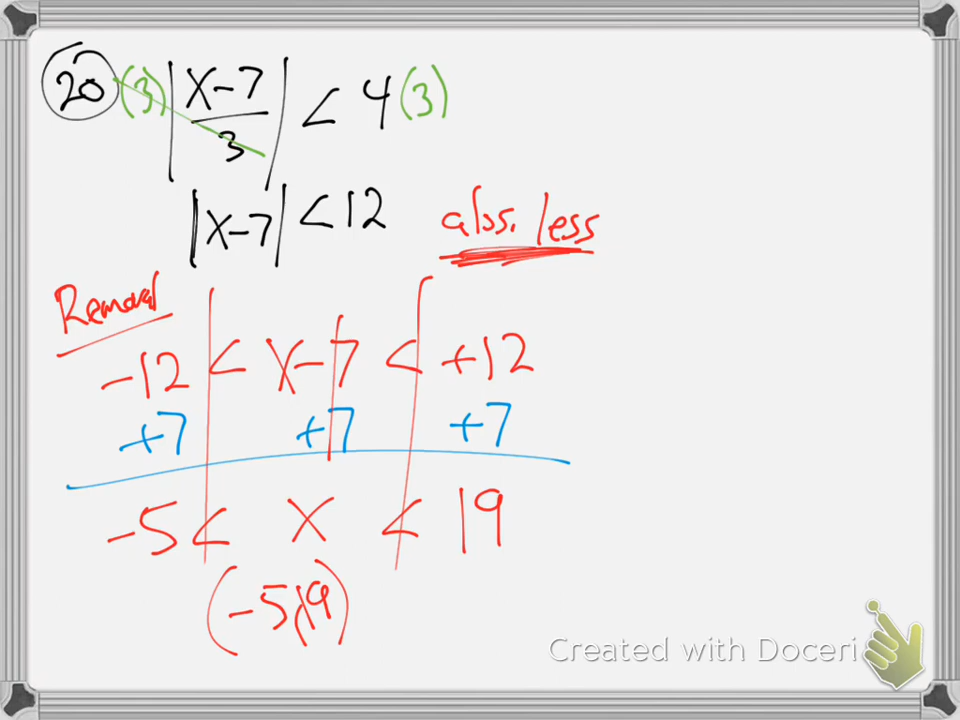 20 (3) |x-7/3| < 4 (3)
|x-7| < 12
abs. less
Removal
-12 < x-7 < +12
+7 +7 +7
-5 < x < 19
(-5,19)
Created with Doceri